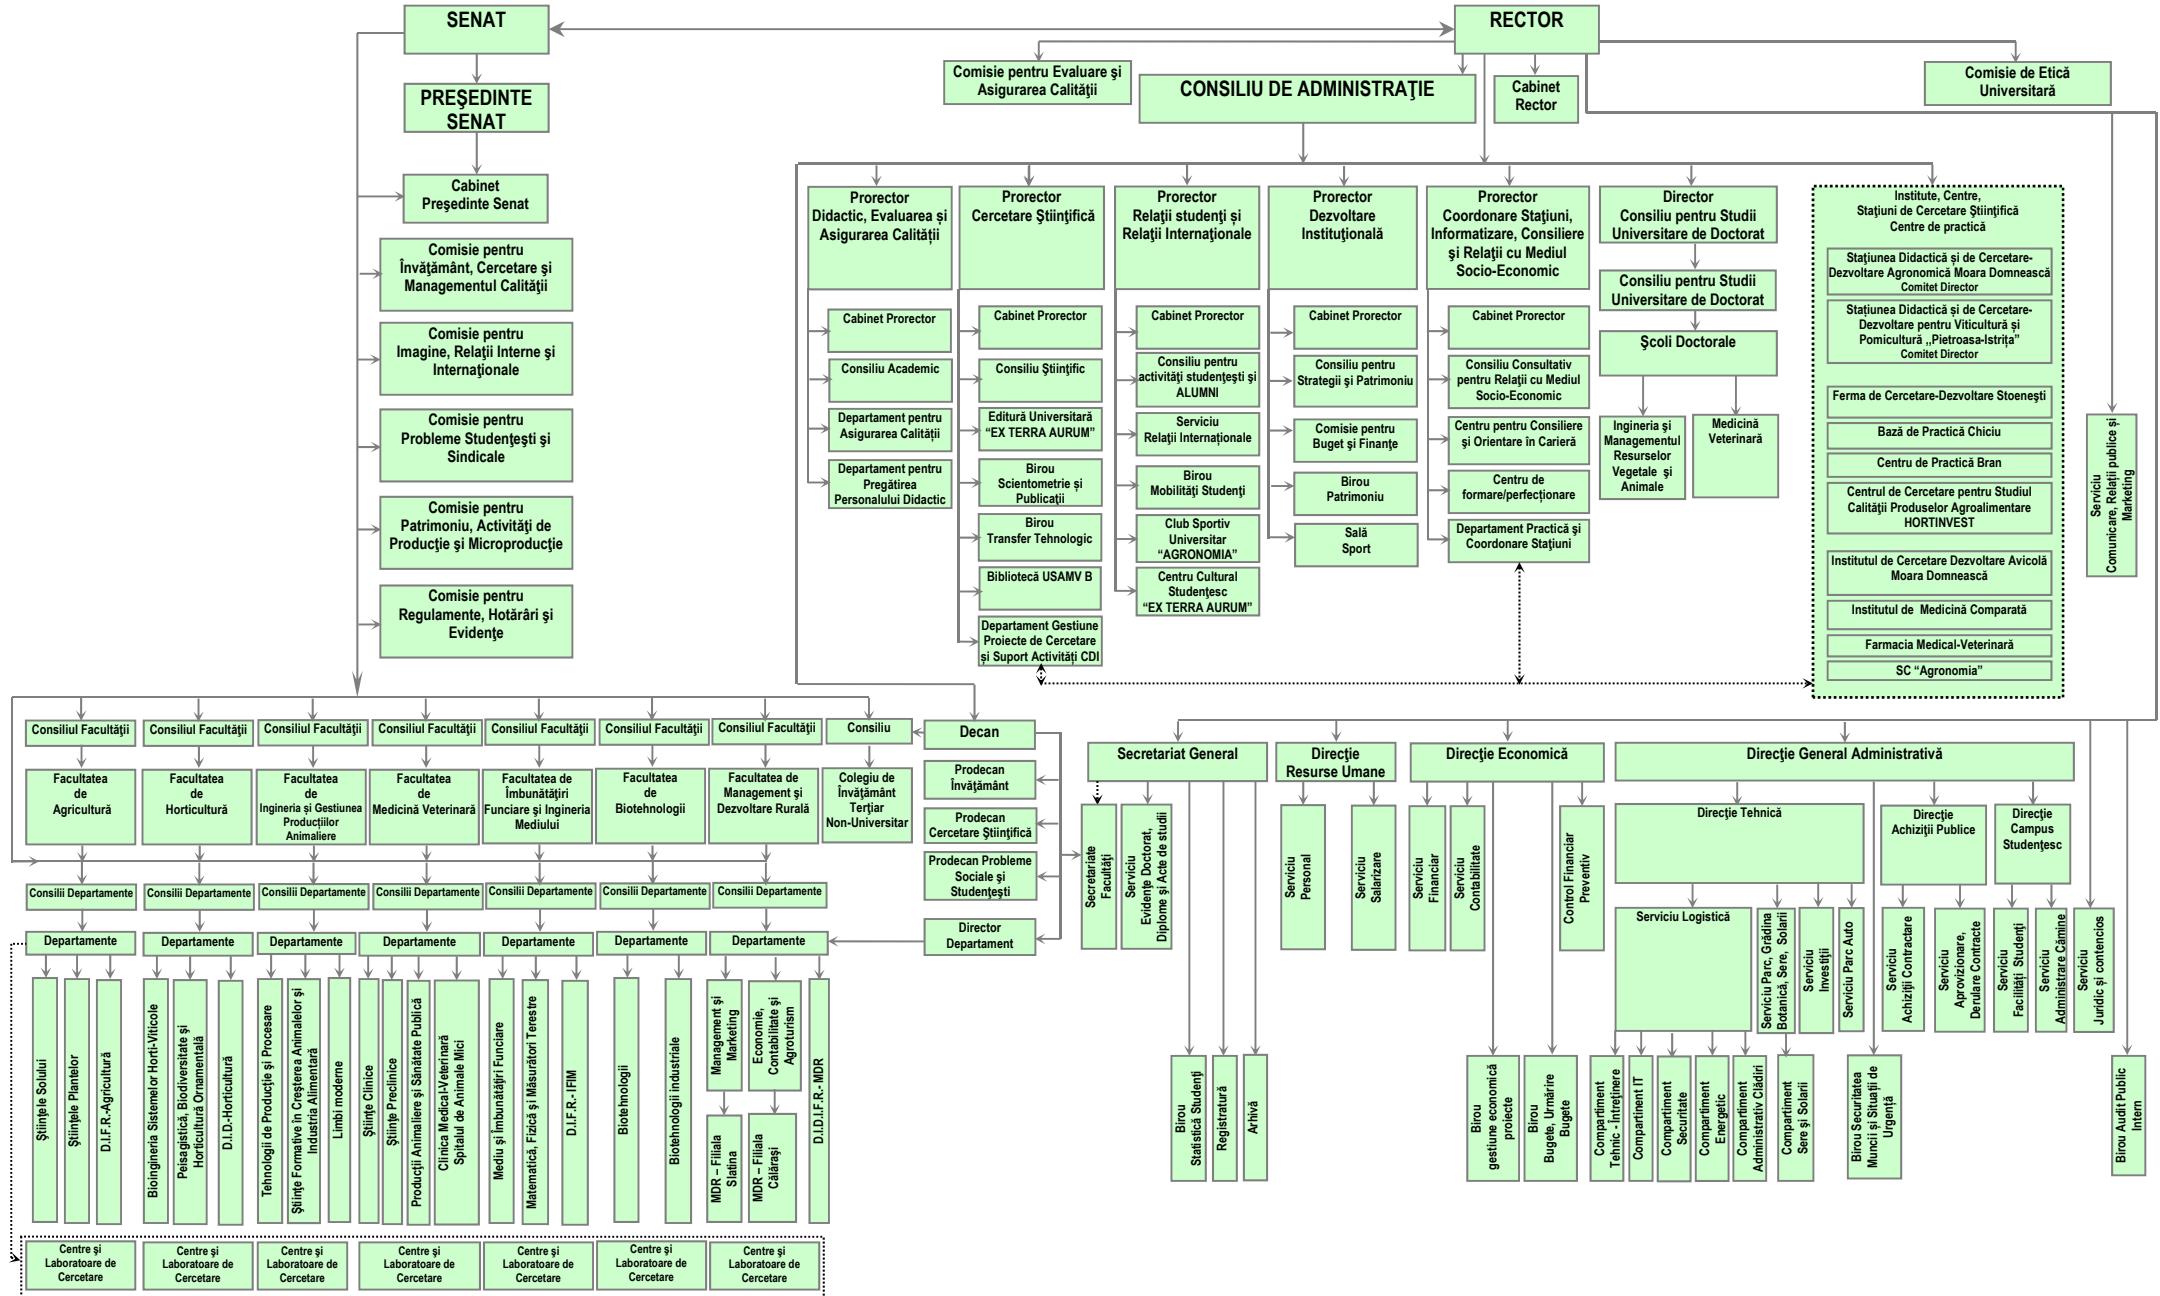 SENAT
RECTOR
Comisie pentru Evaluare şi
Asigurarea Calităţii
CONSILIU DE ADMINISTRAŢIE
Cabinet
Rector
Comisie de Etică
Universitară
PREŞEDINTE
SENAT
Cabinet
Preşedinte Senat
Comisie pentru
Învăţământ, Cercetare şi
Managementul Calităţii
Comisie pentru
Imagine, Relaţii Interne şi
Internaţionale
Comisie pentru
Probleme Studenţeşti şi
Sindicale
Comisie pentru
Patrimoniu, Activităţi de
Producţie şi Microproducţie
Comisie pentru
Regulamente, Hotărâri şi
Evidenţe
Prorector
Didactic, Evaluarea și
Asigurarea Calității
Cabinet Prorector
Consiliu Academic
Departament pentru
Asigurarea Calităţii
Departament pentru
Pregătirea
Personalului Didactic
Prorector
Cercetare Ştiinţifică
Cabinet Prorector
Consiliu Ştiinţific
Editură Universitară
“EX TERRA AURUM”
Birou
Scientometrie și
Publicaţii
Birou
Transfer Tehnologic
Bibliotecă USAMV B
Departament Gestiune
Proiecte de Cercetare
și Suport Activități CDI
Prorector
Relaţii studenţi și
Relaţii Internaţionale
Cabinet Prorector
Consiliu pentru
activităţi studenţeşti şi
ALUMNI
Serviciu
Relaţii Internaționale
Birou
Mobilităţi Studenţi
Club Sportiv
Universitar
“AGRONOMIA”
Centru Cultural
Studenţesc
“EX TERRA AURUM”
Prorector
Dezvoltare
Instituţională
Cabinet Prorector
Consiliu pentru
Strategii şi Patrimoniu
Comisie pentru
Buget şi Finanţe
Birou
Patrimoniu
Sală
Sport
Prorector
Coordonare Staţiuni,
Informatizare, Consiliere
şi Relaţii cu Mediul
Socio-Economic
Cabinet Prorector
Consiliu Consultativ
pentru Relaţii cu Mediul
Socio-Economic
Centru pentru Consiliere
şi Orientare în Carieră
Centru de
formare/perfecționare
Departament Practică şi
Coordonare Staţiuni
Director
Consiliu pentru Studii
Universitare de Doctorat
Consiliu pentru Studii
Universitare de Doctorat
Şcoli Doctorale
Ingineria şi
Managementul
Resurselor
Vegetale şi
Animale
Medicină
Veterinară
Institute, Centre,
Staţiuni de Cercetare Ştiinţifică
Centre de practică
Staţiunea Didactică și de Cercetare-
Dezvoltare Agronomică Moara Domnească
Comitet Director
Stațiunea Didactică și de Cercetare-
Dezvoltare pentru Viticultură și
Pomicultură ,,Pietroasa-Istrița”
Comitet Director
Ferma de Cercetare-Dezvoltare Stoeneşti
Bază de Practică Chiciu
Centru de Practică Bran
Centrul de Cercetare pentru Studiul
Calităţii Produselor Agroalimentare
HORTINVEST
Institutul de Cercetare Dezvoltare Avicolă
Moara Domnească
Institutul de Medicină Comparată
Farmacia Medical-Veterinară
SC “Agronomia”
Serviciu
Comunicare, Relații publice și
Marketing
Consiliul Facultăţii
Consiliul Facultăţii
Consiliul Facultăţii
Consiliul Facultăţii
Consiliul Facultăţii
Consiliul Facultăţii
Consiliul Facultăţii
Consiliu
Facultatea
de
Agricultură
Facultatea
de
Horticultură
Facultatea
de
Ingineria și Gestiunea
Producțiilor
Animaliere
Facultatea
de
Medicină Veterinară
Facultatea de
Îmbunătăţiri
Funciare şi Ingineria
Mediului
Facultatea
de
Biotehnologii
Facultatea de
Management şi
Dezvoltare Rurală
Colegiu de
Învăţământ
Terţiar
Non-Universitar
Decan
Prodecan
Învăţământ
Prodecan
Cercetare Ştiinţifică
Prodecan Probleme
Sociale şi
Studenţeşti
Director
Departament
Consilii Departamente
Consilii Departamente
Consilii Departamente
Consilii Departamente
Consilii Departamente
Consilii Departamente
Consilii Departamente
Departamente
Departamente
Departamente
Departamente
Departamente
Departamente
Departamente
Ştiinţele Solului
Ştiinţele Plantelor
D.I.F.R.-Agricultură
Bioingineria Sistemelor Horti-Viticole
Peisagistică, Biodiversitate şi
Horticultură Ornamentală
D.I.D.-Horticultură
Tehnologii de Producţie şi Procesare
Ştiinţe Formative în Creşterea Animalelor şi
Industria Alimentară
Limbi moderne
Ştiinţe Clinice
Ştiinţe Preclinice
Producţii Animaliere şi Sănătate Publică
Clinica Medical-Veterinară
Spitalul de Animale Mici
Mediu şi Îmbunătăţiri Funciare
Matematică, Fizică şi Măsurători Terestre
D.I.F.R.- IFIM
Biotehnologii
Biotehnologii industriale
Management şi
Marketing
Economie,
Contabilitate şi
Agroturism
D.I.D.I.F.R.- MDR
MDR – Filiala
Slatina
MDR – Filiala
Călăraşi
Centre şi
Laboratoare de
Cercetare
Centre şi
Laboratoare de
Cercetare
Centre şi
Laboratoare de
Cercetare
Centre şi
Laboratoare de
Cercetare
Centre şi
Laboratoare de
Cercetare
Centre şi
Laboratoare de
Cercetare
Centre şi
Laboratoare de
Cercetare
Secretariat General
Secretariate
Facultăţi
Serviciu
Evidenţe Doctorat,
Diplome şi Acte de studii
Birou
Statistică Studenţi
Registratură
Arhivă
Direcţie
Resurse Umane
Serviciu
Personal
Serviciu
Salarizare
Direcţie Economică
Serviciu
Financiar
Serviciu
Contabilitate
Control Financiar
Preventiv
Birou
gestiune economică
proiecte
Birou
Bugete, Urmărire
Bugete
Direcţie General Administrativă
Direcţie Tehnică
Direcţie
Achiziţii Publice
Direcţie
Campus
Studenţesc
Serviciu Logistică
Serviciu Parc, Grădina
Botanică, Sere, Solarii
Serviciu
Investiţii
Serviciu Parc Auto
Serviciu
Achiziţii Contractare
Serviciu
Aprovizionare,
Derulare Contracte
Serviciu
Facilități Studenţi
Serviciu
Administrare Cămine
Serviciu
Juridic și contencios
Compartiment
Tehnic - Întreţinere
Compartinent IT
Compartiment
Securitate
Compartiment
Energetic
Compartiment
Administrativ Clădiri
Compartiment
Sere și Solarii
Birou Securitatea
Muncii și Situații de
Urgență
Birou Audit Public
Intern